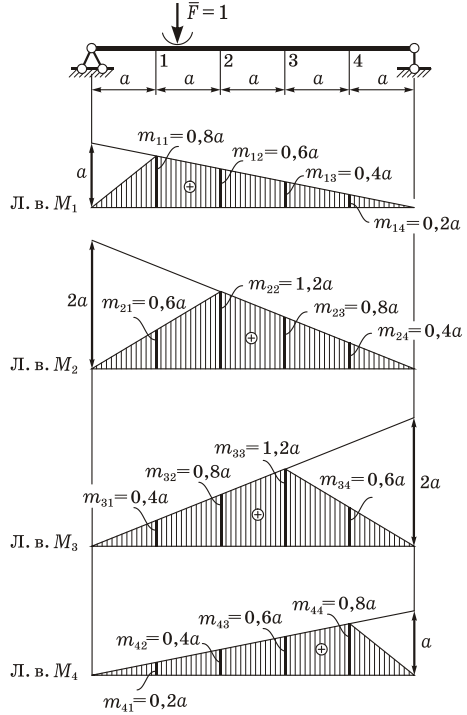 F̅=1
1 2 3 4
a a a a a
m₁₁=0,8a
m₁₂=0,6a
a
m₁₃=0,4a
Л. в. M₁
m₁₄=0,2a
m₂₂=1,2a
2a
m₂₁=0,6a
m₂₃=0,8a
m₂₄=0,4a
Л. в. M₂
m₃₃=1,2a
m₃₂=0,8a
m₃₄=0,6a
2a
m₃₁=0,4a
Л. в. M₃
m₄₄=0,8a
m₄₃=0,6a
m₄₂=0,4a
a
Л. в. M₄
m₄₁=0,2a